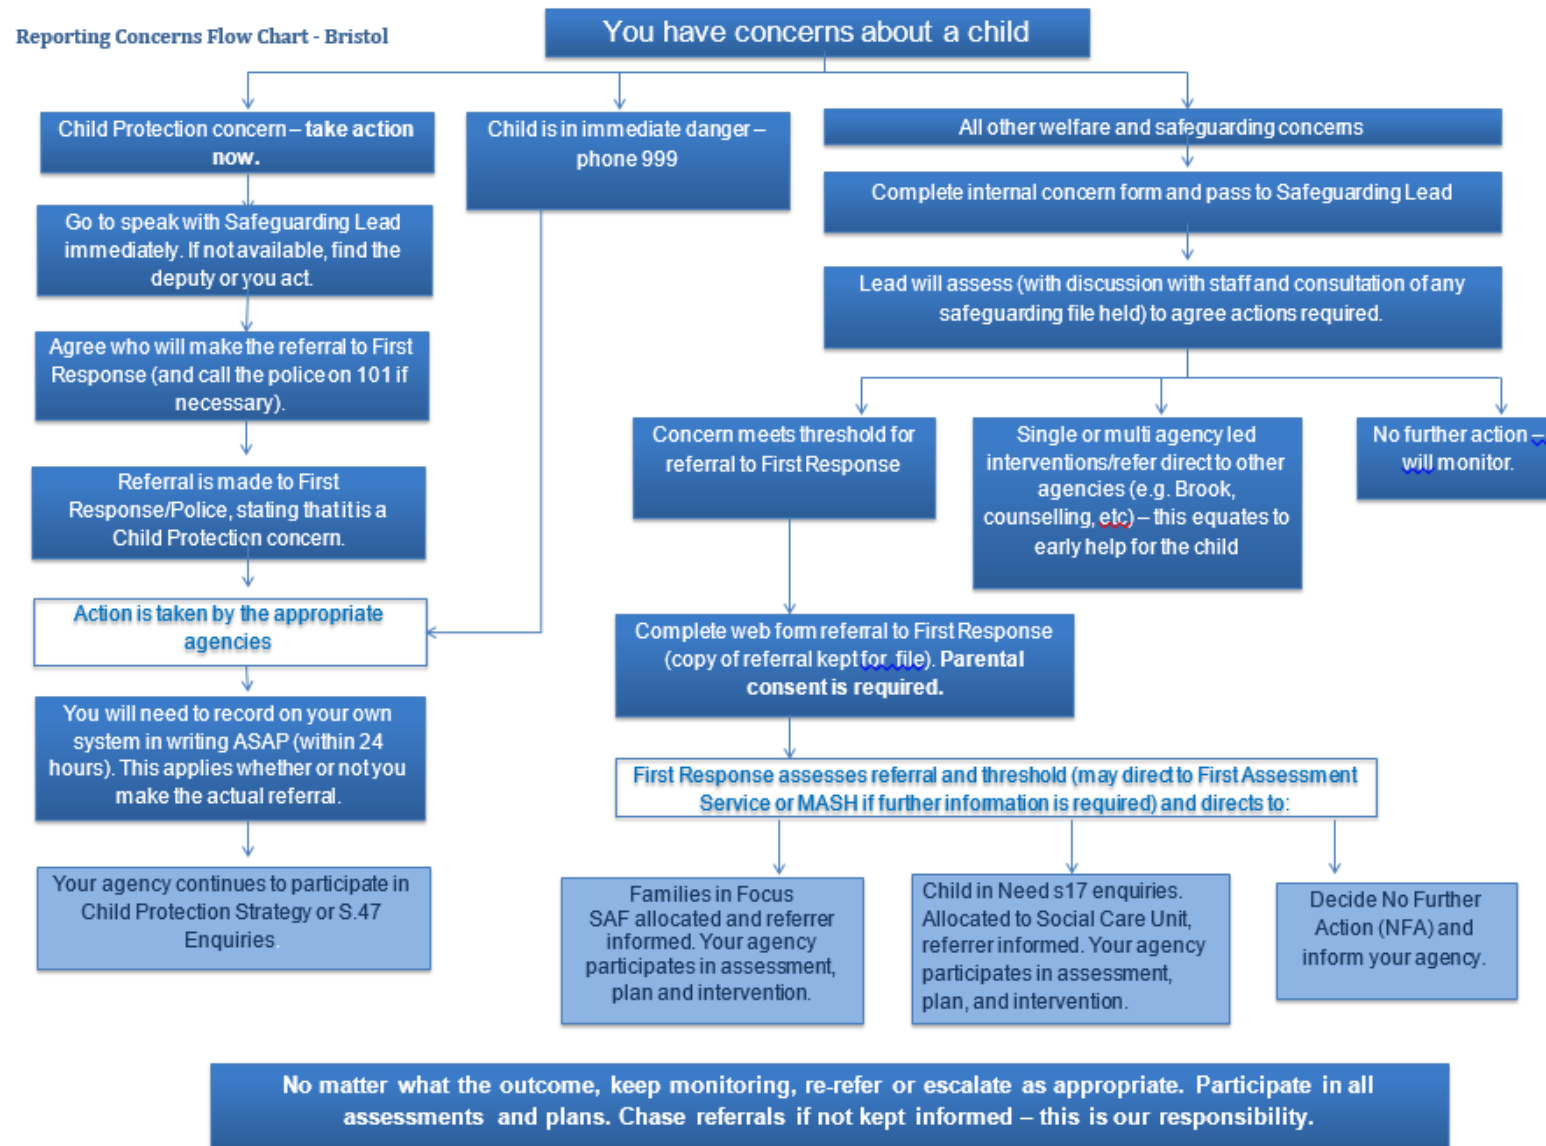 Reporting Concerns Flow Chart - Bristol
You have concerns about a child
Child Protection concern – take action
now.
Go to speak with Safeguarding Lead
immediately. If not available, find the
deputy or you act.
Agree who will make the referral to First
Response (and call the police on 101 if
necessary).
Referral is made to First
Response/Police, stating that it is a
Child Protection concern.
Action is taken by the appropriate
agencies
You will need to record on your own
system in writing ASAP (within 24
hours). This applies whether or not you
make the actual referral.
Your agency continues to participate in
Child Protection Strategy or S.47
Enquiries.
Child is in immediate danger –
phone 999
All other welfare and safeguarding concerns
Complete internal concern form and pass to Safeguarding Lead
Lead will assess (with discussion with staff and consultation of any
safeguarding file held) to agree actions required.
Concern meets threshold for
referral to First Response
Single or multi agency led
interventions/refer direct to other
agencies (e.g. Brook,
counselling, etc) – this equates to
early help for the child
No further action –
will monitor.
Complete web form referral to First Response
(copy of referral kept for file). Parental
consent is required.
First Response assesses referral and threshold (may direct to First Assessment
Service or MASH if further information is required) and directs to:
Families in Focus
SAF allocated and referrer
informed. Your agency
participates in assessment,
plan and intervention.
Child in Need s17 enquiries.
Allocated to Social Care Unit,
referrer informed. Your agency
participates in assessment,
plan, and intervention.
Decide No Further
Action (NFA) and
inform your agency.
No matter what the outcome, keep monitoring, re-refer or escalate as appropriate. Participate in all
assessments and plans. Chase referrals if not kept informed – this is our responsibility.